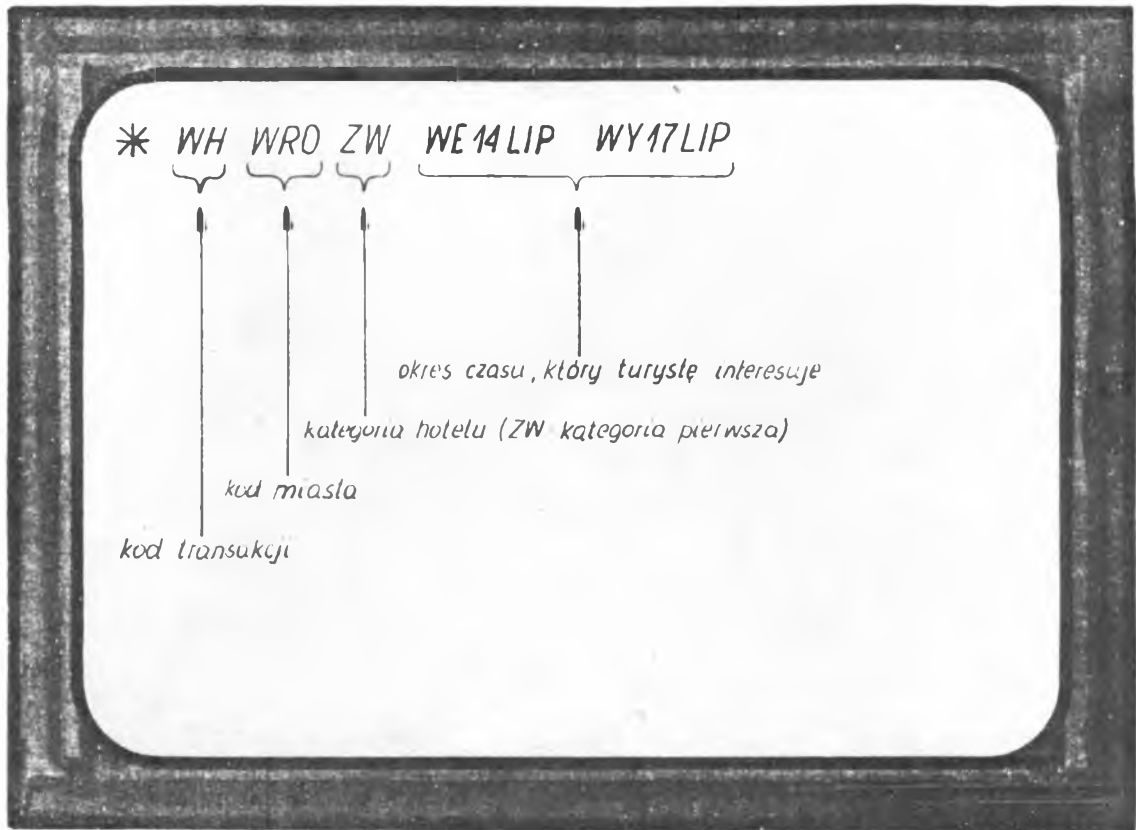 * WH WRO ZW WE14LIP WY17LIP
okres czasu, który turystę interesuje
kategoria hotelu (ZW kategoria pierwsza)
kod miasta
kod transakcji